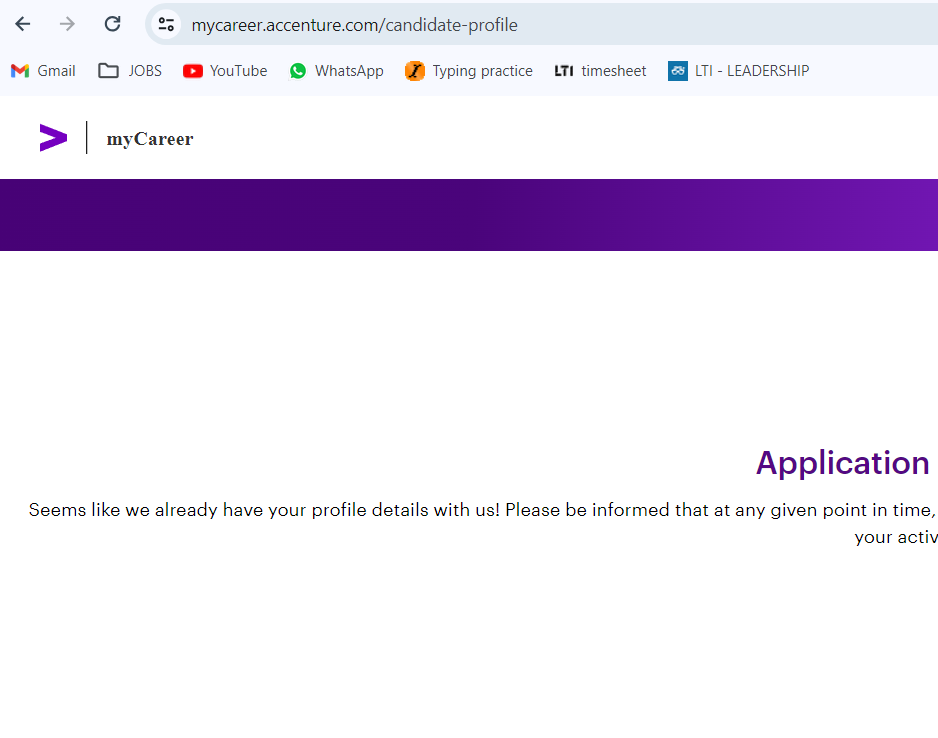 mycareer.accenture.com/candidate-profile
Gmail JOBS YouTube WhatsApp Typing practice LTI timesheet LTI - LEADERSHIP
myCareer
Application
Seems like we already have your profile details with us! Please be informed that at any given point in time,
your activ